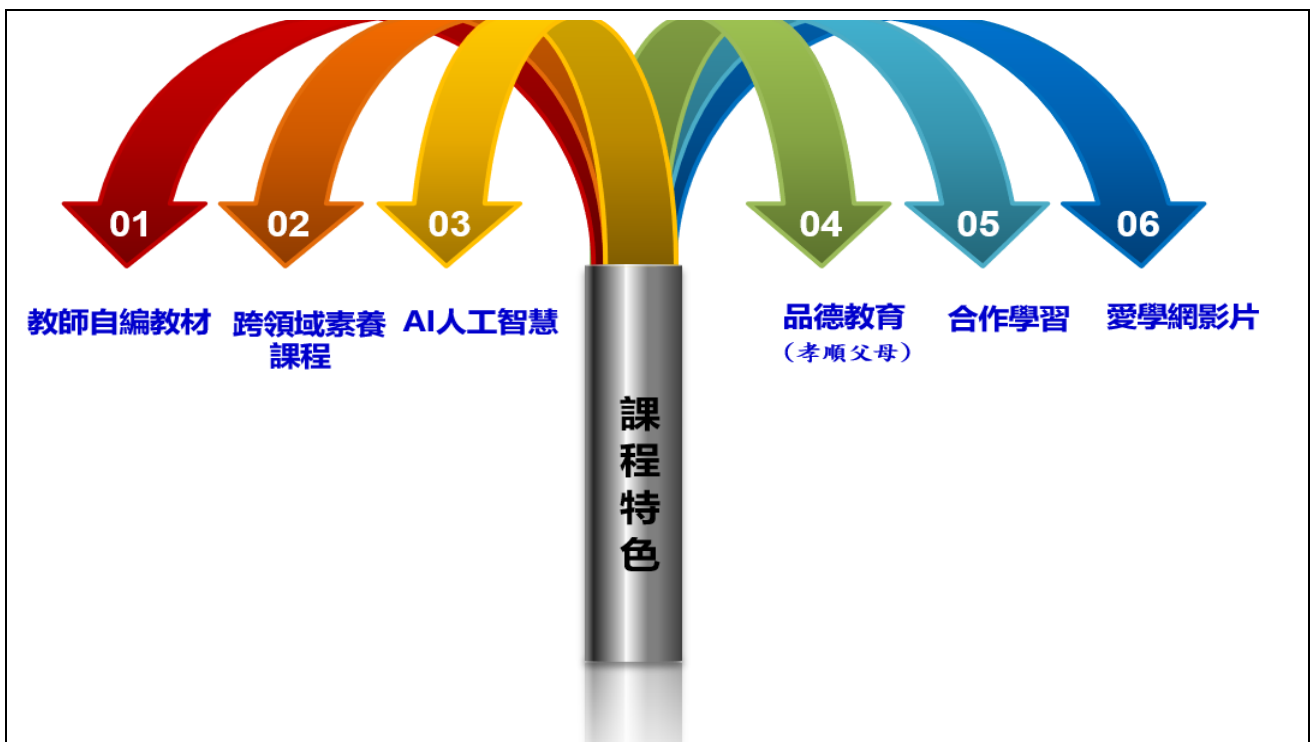 01
02
03
04
05
06
教師自編教材
跨領域素養
課程
AI人工智慧
品德教育
(孝順父母)
合作學習
愛學網影片
課程特色